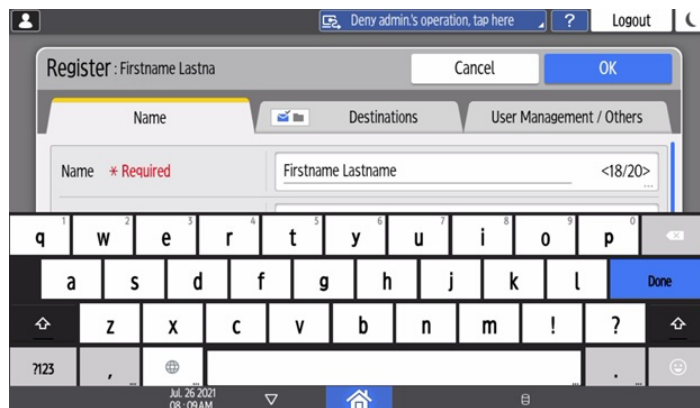 Deny admin.'s operation, tap here ? Logout
Register : Firstname Lastna Cancel OK
Name Destinations User Management / Others
Name * Required Firstname Lastname <18/20>
q 1 w 2 e 3 r 4 t 5 y 6 u 7 i 8 o 9 p 0
a s d f g h j k l Done
z x c v b n m ! ?
?123 , .
Jul. 26 2021
08 : 09 AM